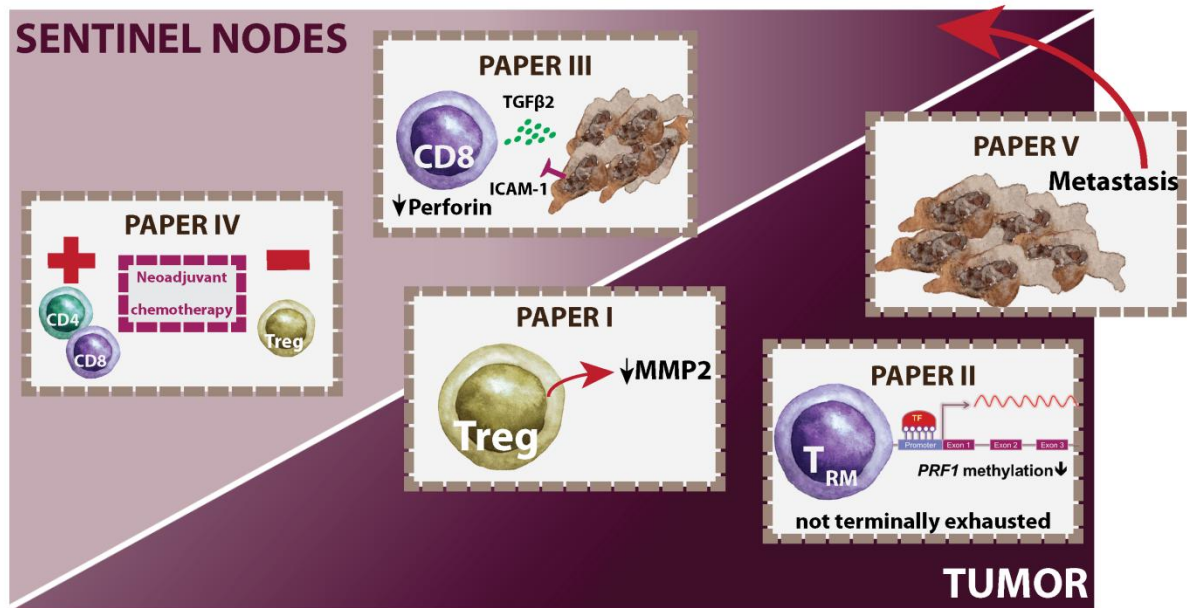 SENTINEL NODES
PAPER III
TGFβ2
CD8
ICAM-1
↓Perforin
PAPER V
Metastasis
PAPER IV
Neoadjuvant
chemotherapy
CD4
CD8
Treg
PAPER I
Treg
↓MMP2
PAPER II
TF
Promoter Exon 1 Exon 2 Exon 3
TRM
PRF1 methylation↓
not terminally exhausted
TUMOR